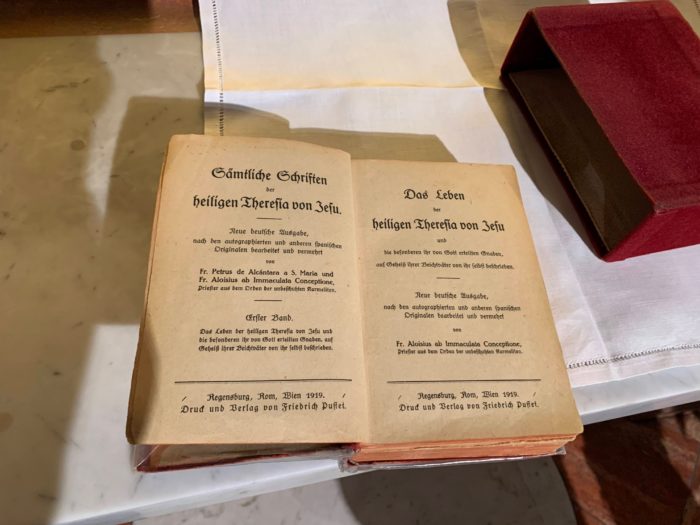 Sämtliche Schriften
der
heiligen Theresia von Jesu.
Neue deutsche Ausgabe,
nach den autographierten und anderen spanischen
Originalen bearbeitet und vermehrt
von
Fr. Petrus de Alcántara a S. Maria und
Fr. Aloisius ab Immaculata Conceptione,
Priester aus dem Orden der unbeschuhten Karmeliten.
Erster Band.
Das Leben der heiligen Theresia von Jesu und
die besonderen ihr von Gott erteilten Gnaden, auf
Geheiß ihrer Beichtväter von ihr selbst beschrieben.
Regensburg, Rom, Wien 1919.
Druck und Verlag von Friedrich Pustet.
Das Leben
der
heiligen Theresia von Jesu
und
die besonderen ihr von Gott erteilten Gnaden,
auf Geheiß ihrer Beichtväter von ihr selbst beschrieben.
Neue deutsche Ausgabe,
nach den autographierten und anderen spanischen
Originalen bearbeitet und vermehrt
von
Fr. Aloisius ab Immaculata Conceptione,
Priester aus dem Orden der unbeschuhten Karmeliten.
Regensburg, Rom, Wien 1919.
Druck und Verlag von Friedrich Pustet.